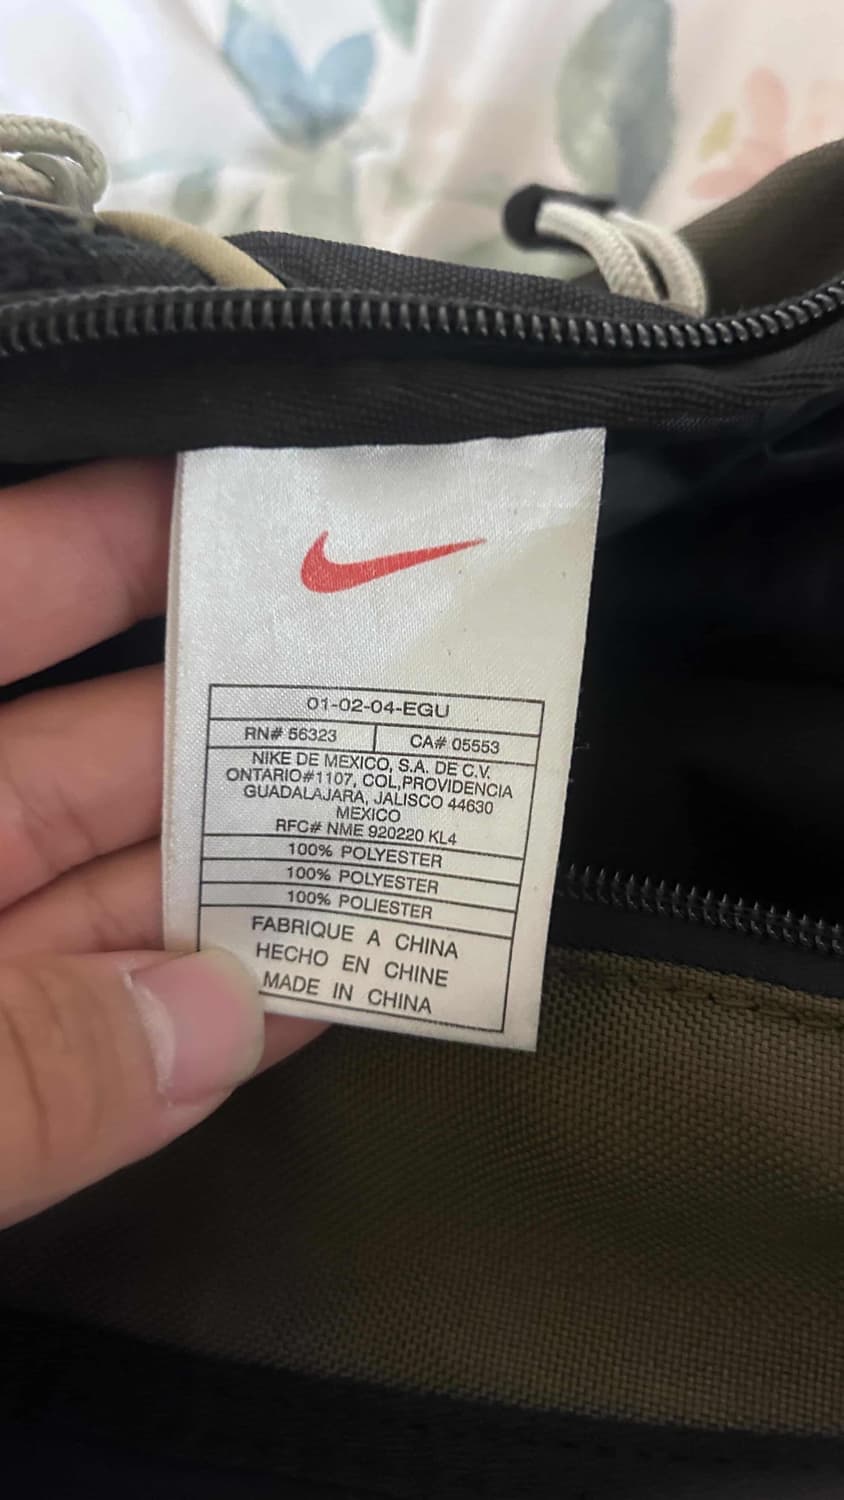 01-02-04-EGU
RN# 56323 CA# 05553
NIKE DE MEXICO, S.A. DE C.V.
ONTARIO#1107, COL,PROVIDENCIA
GUADALAJARA, JALISCO 44630
MEXICO
RFC# NME 920220 KL4
100% POLYESTER
100% POLYESTER
100% POLIESTER
FABRIQUE A CHINA
HECHO EN CHINE
MADE IN CHINA